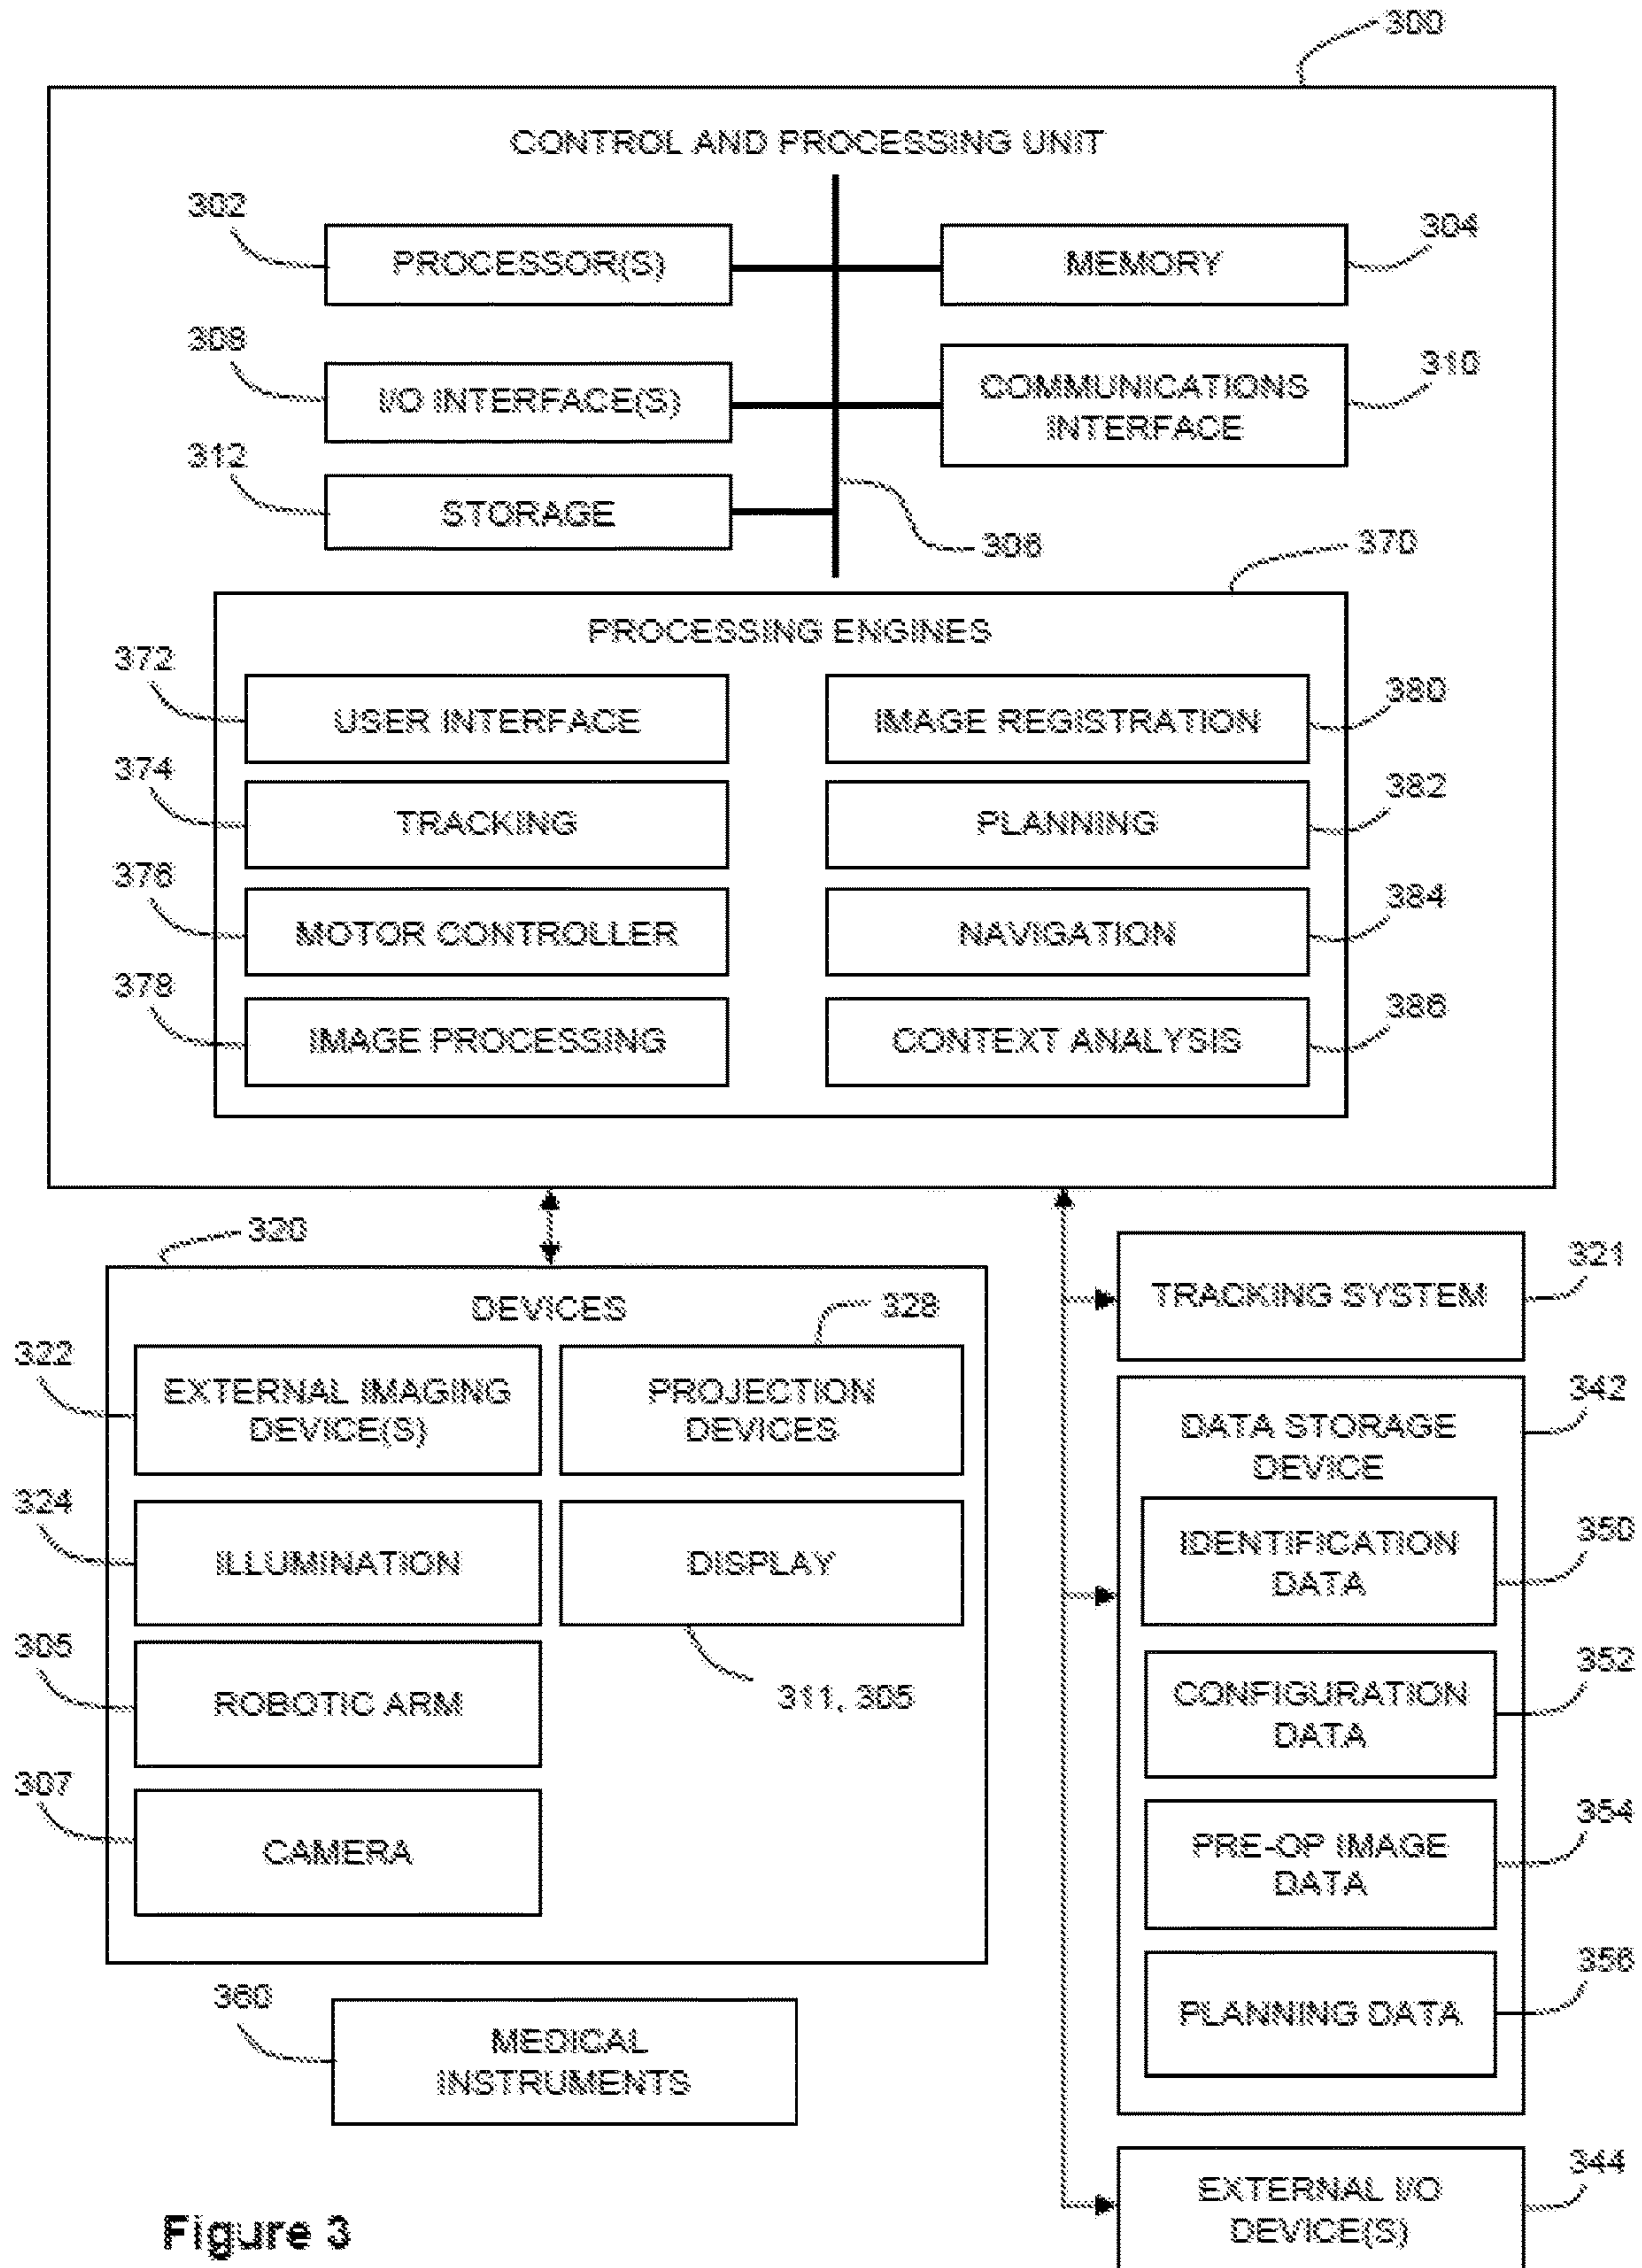 300
CONTROL AND PROCESSING UNIT
302
PROCESSOR(S)
MEMORY
304
308
I/O INTERFACE(S)
COMMUNICATIONS
INTERFACE
310
312
STORAGE
306
370
PROCESSING ENGINES
372
USER INTERFACE
IMAGE REGISTRATION
380
374
TRACKING
PLANNING
382
376
MOTOR CONTROLLER
NAVIGATION
384
378
IMAGE PROCESSING
CONTEXT ANALYSIS
386
320
DEVICES
328
322
EXTERNAL IMAGING
DEVICE(S)
PROJECTION
DEVICES
324
ILLUMINATION
DISPLAY
305
ROBOTIC ARM
311, 305
307
CAMERA
360
MEDICAL
INSTRUMENTS
TRACKING SYSTEM
321
342
DATA STORAGE
DEVICE
IDENTIFICATION
DATA
350
CONFIGURATION
DATA
352
PRE-OP IMAGE
DATA
354
PLANNING DATA
356
EXTERNAL I/O
DEVICE(S)
344
Figure 3